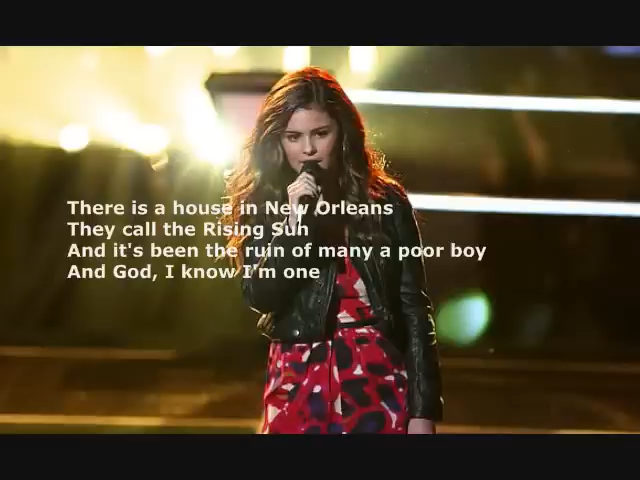 There is a house in New Orleans
They call the Rising Sun
And it's been the ruin of many a poor boy
And God, I know I'm one